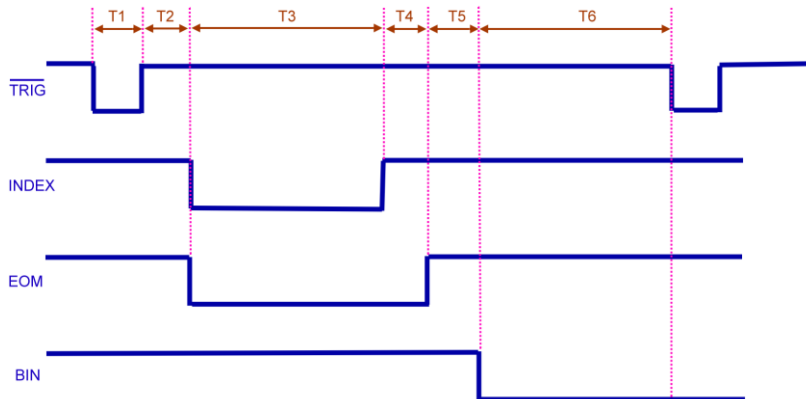 T1 T2 T3 T4 T5 T6
TRIG
INDEX
EOM
BIN